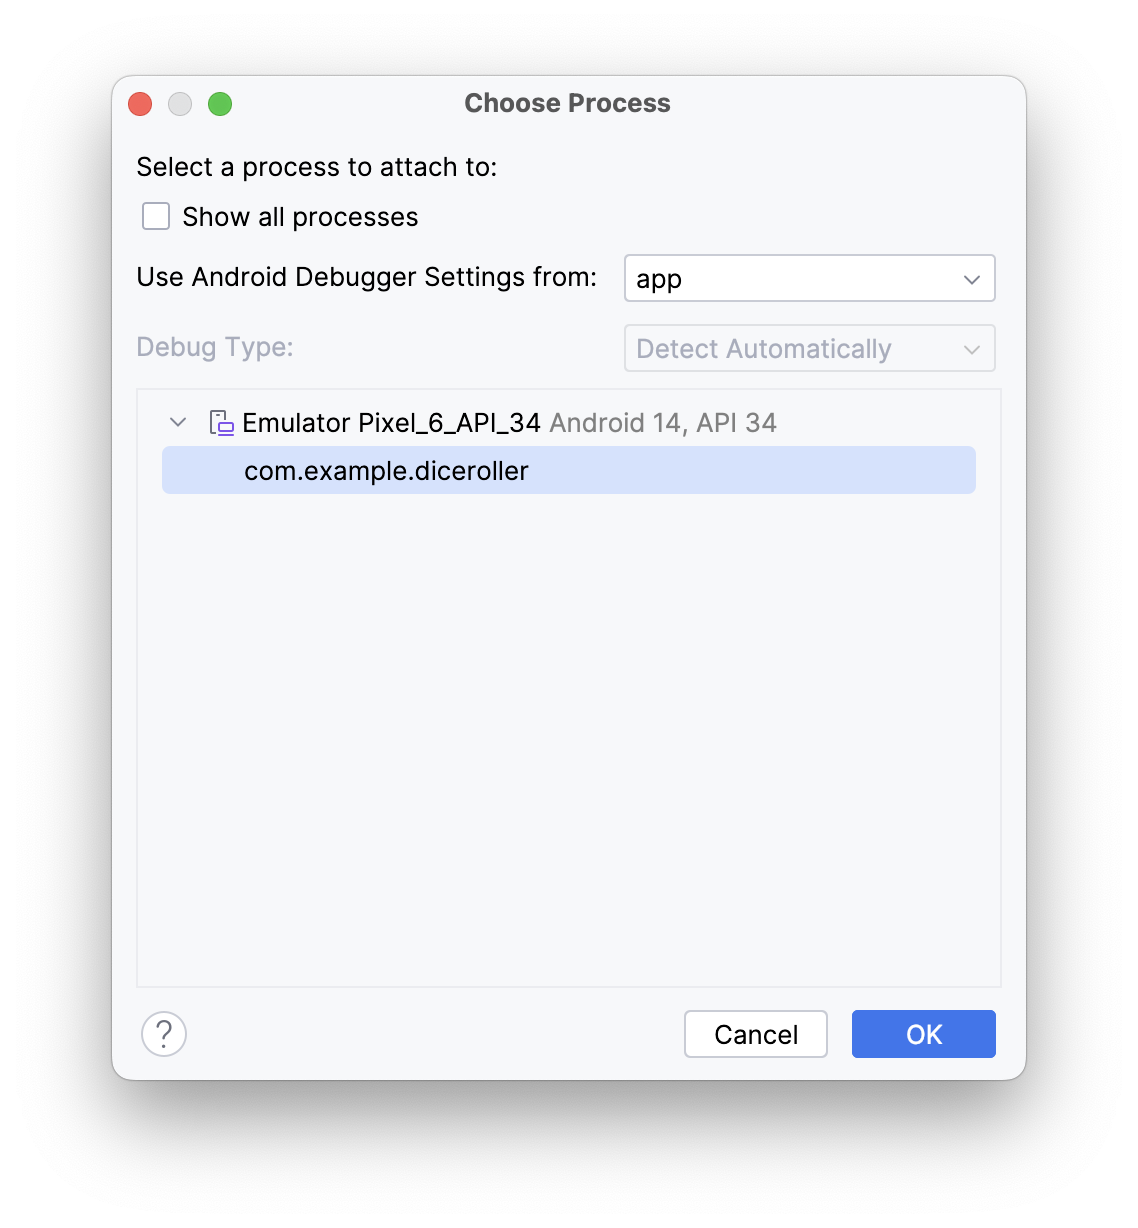 Choose Process
Select a process to attach to:
Show all processes
Use Android Debugger Settings from: app
Debug Type: Detect Automatically
Emulator Pixel_6_API_34 Android 14, API 34
com.example.diceroller
? Cancel OK